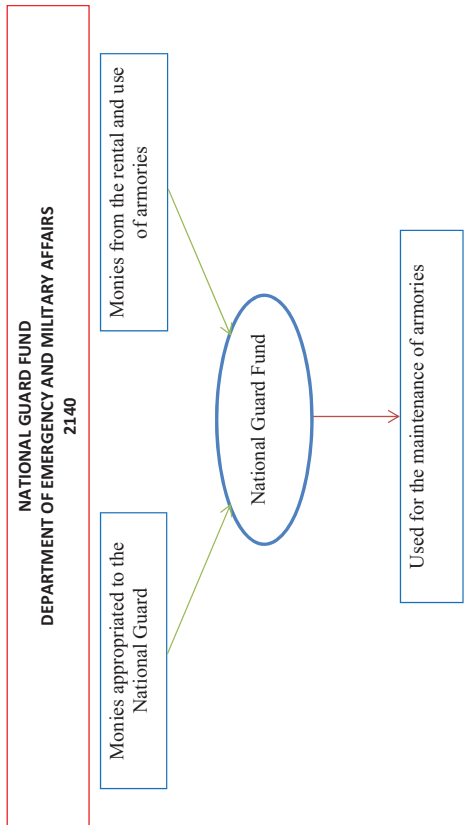 NATIONAL GUARD FUND
DEPARTMENT OF EMERGENCY AND MILITARY AFFAIRS
2140
Monies appropriated to the
National Guard
Monies from the rental and use
of armories
National Guard Fund
Used for the maintenance of armories